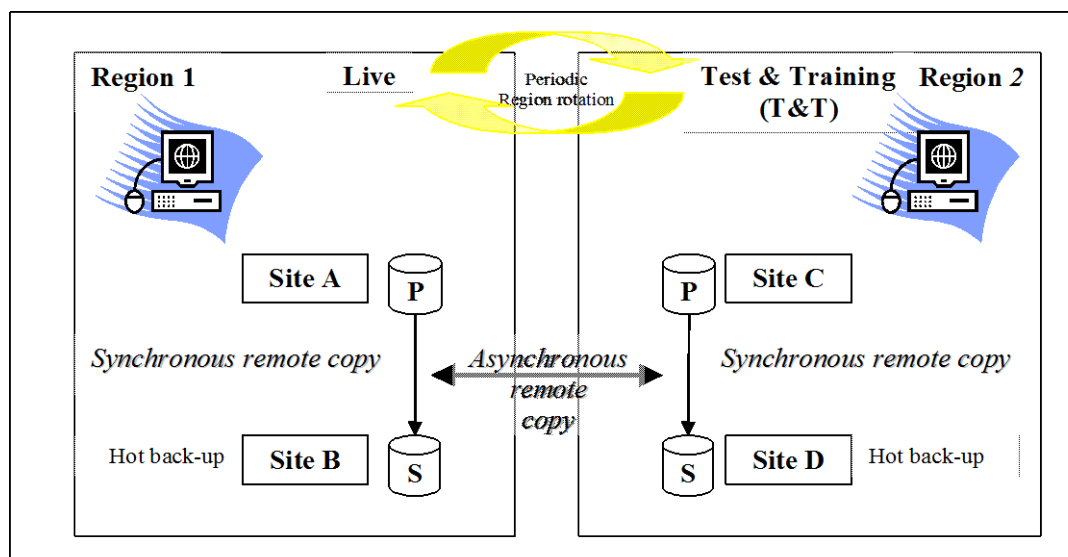 Region 1
Live
Periodic
Region rotation
Test & Training
(T&T)
Region 2
Site A
P
P
Site C
Synchronous remote copy
Asynchronous
remote
copy
Synchronous remote copy
Hot back-up
Site B
S
S
Site D
Hot back-up